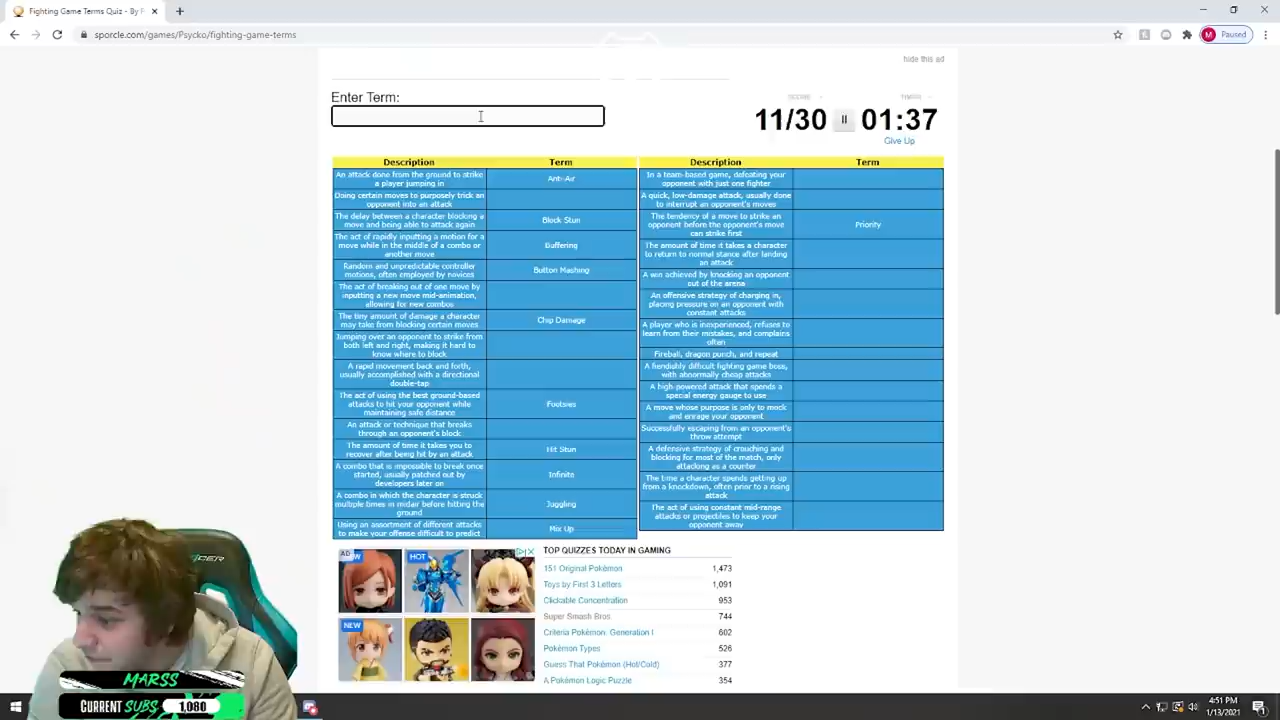 Fighting Game Terms Quiz - By P
sporcle.com/games/Psycko/fighting-game-terms
M
Paused
hide this ad
Enter Term:
SCORE
TIMER
11/30
01:37
Give Up
Description Term
An attack done from the ground to strike
a player jumping in
Anti-Air
Doing certain moves to purposely trick an
opponent into an attack
The delay between a character blocking a
move and being able to attack again
Block Stun
The act of rapidly inputting a motion for a
move while in the middle of a combo or
another move
Buffering
Random and unpredictable controller
motions, often employed by novices
Button Mashing
The act of breaking out of one move by
inputting a new move mid-animation,
allowing for new combos
The tiny amount of damage a character
may take from blocking certain moves
Chip Damage
Jumping over an opponent to strike from
both left and right, making it hard to
know where to block
A rapid movement back and forth,
usually accomplished with a directional
double-tap
The act of using the best ground-based
attacks to hit your opponent while
maintaining safe distance
Footsies
An attack or technique that breaks
through an opponent's block
The amount of time it takes you to
recover after being hit by an attack
Hit Stun
A combo that is impossible to break once
started, usually patched out by
developers later on
Infinite
A combo in which the character is struck
multiple times in midair before hitting the
ground
Juggling
Using an assortment of different attacks
to make your offense difficult to predict
Mix Up
Description Term
In a team-based game, defeating your
opponent with just one fighter
A quick, low-damage attack, usually done
to interrupt an opponent's moves
The tendency of a move to strike an
opponent before the opponent's move
can strike first
Priority
The amount of time it takes a character
to return to normal stance after landing
an attack
A win achieved by knocking an opponent
out of the arena
An offensive strategy of charging in,
placing pressure on an opponent with
constant attacks
A player who is inexperienced, refuses to
learn from their mistakes, and complains
often
Fireball, dragon punch, and repeat
A fiendishly difficult fighting game boss,
with abnormally cheap attacks
A high-powered attack that spends a
special energy gauge to use
A move whose purpose is only to mock
and enrage your opponent
Successfully escaping from an opponent's
throw attempt
A defensive strategy of crouching and
blocking for most of the match, only
attacking as a counter
The time a character spends getting up
from a knockdown, often prior to a rising
attack
The act of using constant mid-range
attacks or projectiles to keep your
opponent away
AD
HOT
NEW
TOP QUIZZES TODAY IN GAMING
151 Original Pokémon 1,473
Toys by First 3 Letters 1,091
Clickable Concentration 953
Super Smash Bros 744
Criteria Pokémon: Generation I 602
Pokémon Types 526
Guess That Pokémon (Hot/Cold) 377
A Pokémon Logic Puzzle 354
MARSS
CURRENT SUBS 1,080
4:51 PM
1/13/2021